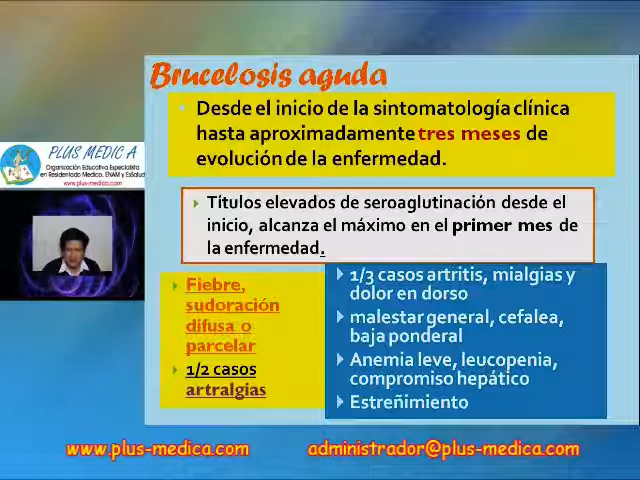 Brucelosis aguda
Desde el inicio de la sintomatología clínica
hasta aproximadamente tres meses de
evolución de la enfermedad.
PLUS MEDIC A
Organización Educativa Especialista
en Residentado Medico, ENAM y EsSalud
www.plus-medica.com
Títulos elevados de seroaglutinación desde el
inicio, alcanza el máximo en el primer mes de
la enfermedad.
Fiebre,
sudoración
difusa o
parcelar
1/2 casos
artralgias
1/3 casos artritis, mialgias y
dolor en dorso
malestar general, cefalea,
baja ponderal
Anemia leve, leucopenia,
compromiso hepático
Estreñimiento
www.plus-medica.com administrador@plus-medica.com